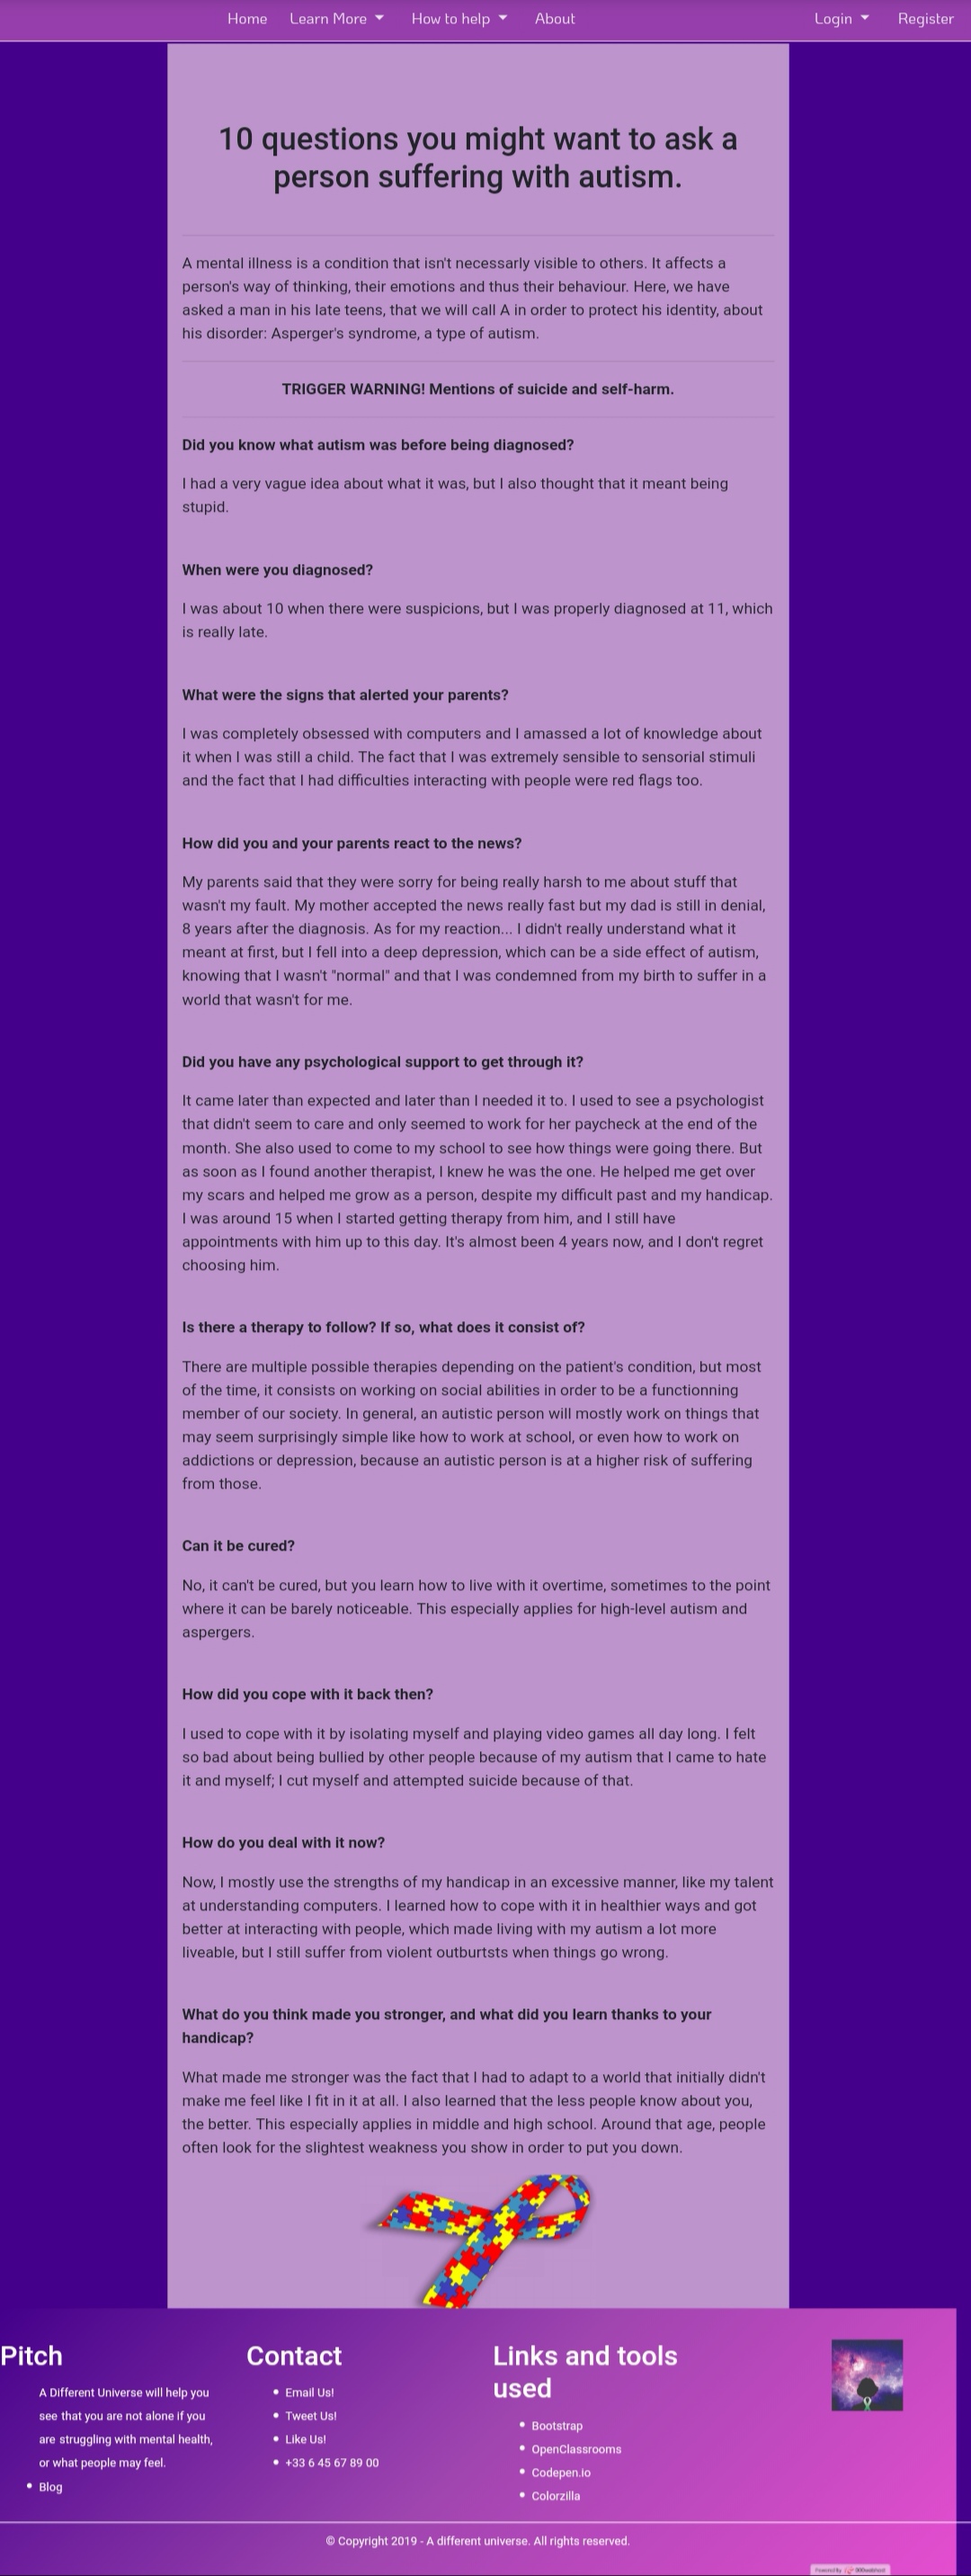 Home Learn More How to help About Login Register
10 questions you might want to ask a
person suffering with autism.
A mental illness is a condition that isn't necessarly visible to others. It affects a
person's way of thinking, their emotions and thus their behaviour. Here, we have
asked a man in his late teens, that we will call A in order to protect his identity, about
his disorder: Asperger's syndrome, a type of autism.
TRIGGER WARNING! Mentions of suicide and self-harm.
Did you know what autism was before being diagnosed?
I had a very vague idea about what it was, but I also thought that it meant being
stupid.
When were you diagnosed?
I was about 10 when there were suspicions, but I was properly diagnosed at 11, which
is really late.
What were the signs that alerted your parents?
I was completely obsessed with computers and I amassed a lot of knowledge about
it when I was still a child. The fact that I was extremely sensible to sensorial stimuli
and the fact that I had difficulties interacting with people were red flags too.
How did you and your parents react to the news?
My parents said that they were sorry for being really harsh to me about stuff that
wasn't my fault. My mother accepted the news really fast but my dad is still in denial,
8 years after the diagnosis. As for my reaction... I didn't really understand what it
meant at first, but I fell into a deep depression, which can be a side effect of autism,
knowing that I wasn't "normal" and that I was condemned from my birth to suffer in a
world that wasn't for me.
Did you have any psychological support to get through it?
It came later than expected and later than I needed it to. I used to see a psychologist
that didn't seem to care and only seemed to work for her paycheck at the end of the
month. She also used to come to my school to see how things were going there. But
as soon as I found another therapist, I knew he was the one. He helped me get over
my scars and helped me grow as a person, despite my difficult past and my handicap.
I was around 15 when I started getting therapy from him, and I still have
appointments with him up to this day. It's almost been 4 years now, and I don't regret
choosing him.
Is there a therapy to follow? If so, what does it consist of?
There are multiple possible therapies depending on the patient's condition, but most
of the time, it consists on working on social abilities in order to be a functionning
member of our society. In general, an autistic person will mostly work on things that
may seem surprisingly simple like how to work at school, or even how to work on
addictions or depression, because an autistic person is at a higher risk of suffering
from those.
Can it be cured?
No, it can't be cured, but you learn how to live with it overtime, sometimes to the point
where it can be barely noticeable. This especially applies for high-level autism and
aspergers.
How did you cope with it back then?
I used to cope with it by isolating myself and playing video games all day long. I felt
so bad about being bullied by other people because of my autism that I came to hate
it and myself; I cut myself and attempted suicide because of that.
How do you deal with it now?
Now, I mostly use the strengths of my handicap in an excessive manner, like my talent
at understanding computers. I learned how to cope with it in healthier ways and got
better at interacting with people, which made living with my autism a lot more
liveable, but I still suffer from violent outburtsts when things go wrong.
What do you think made you stronger, and what did you learn thanks to your
handicap?
What made me stronger was the fact that I had to adapt to a world that initially didn't
make me feel like I fit in it at all. I also learned that the less people know about you,
the better. This especially applies in middle and high school. Around that age, people
often look for the slightest weakness you show in order to put you down.
Pitch
A Different Universe will help you
see that you are not alone if you
are struggling with mental health,
or what people may feel.
Blog
Contact
Email Us!
Tweet Us!
Like Us!
+33 6 45 67 89 00
Links and tools
used
Bootstrap
OpenClassrooms
Codepen.io
Colorzilla
© Copyright 2019 - A different universe. All rights reserved.
Powered by 000webhost